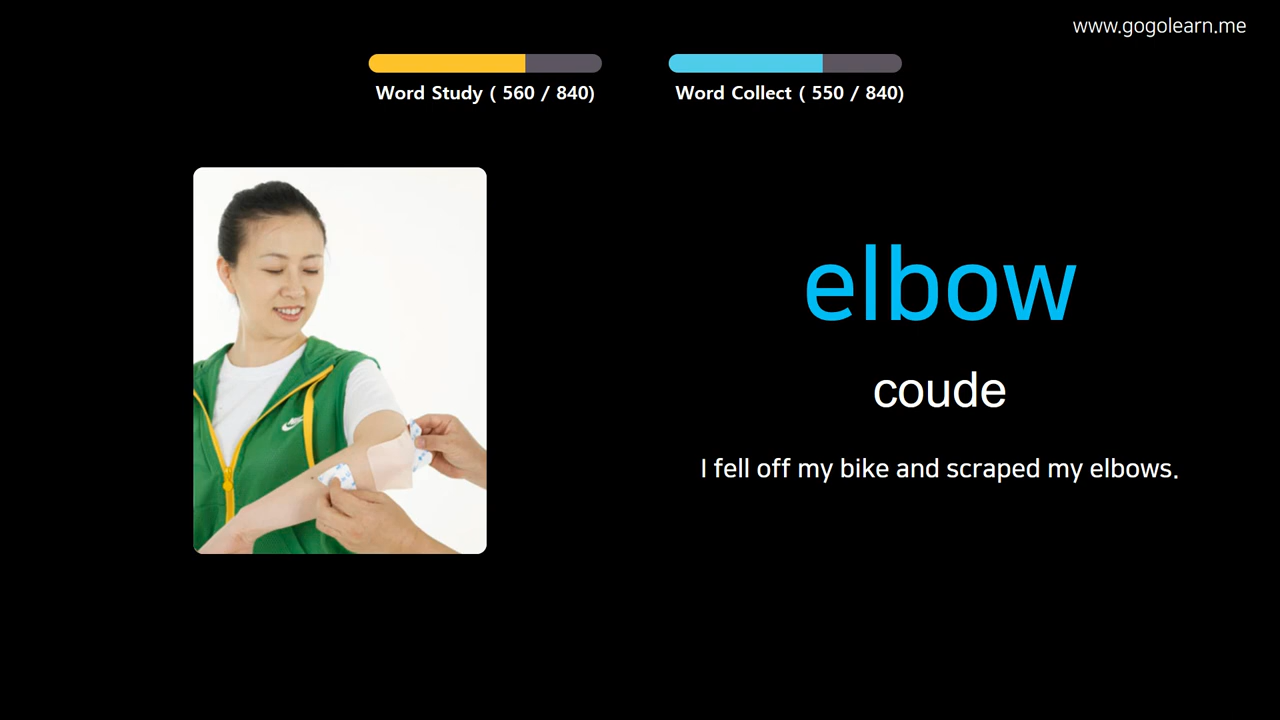 www.gogolearn.me
Word Study ( 560 / 840)
Word Collect ( 550 / 840)
elbow
coude
I fell off my bike and scraped my elbows.